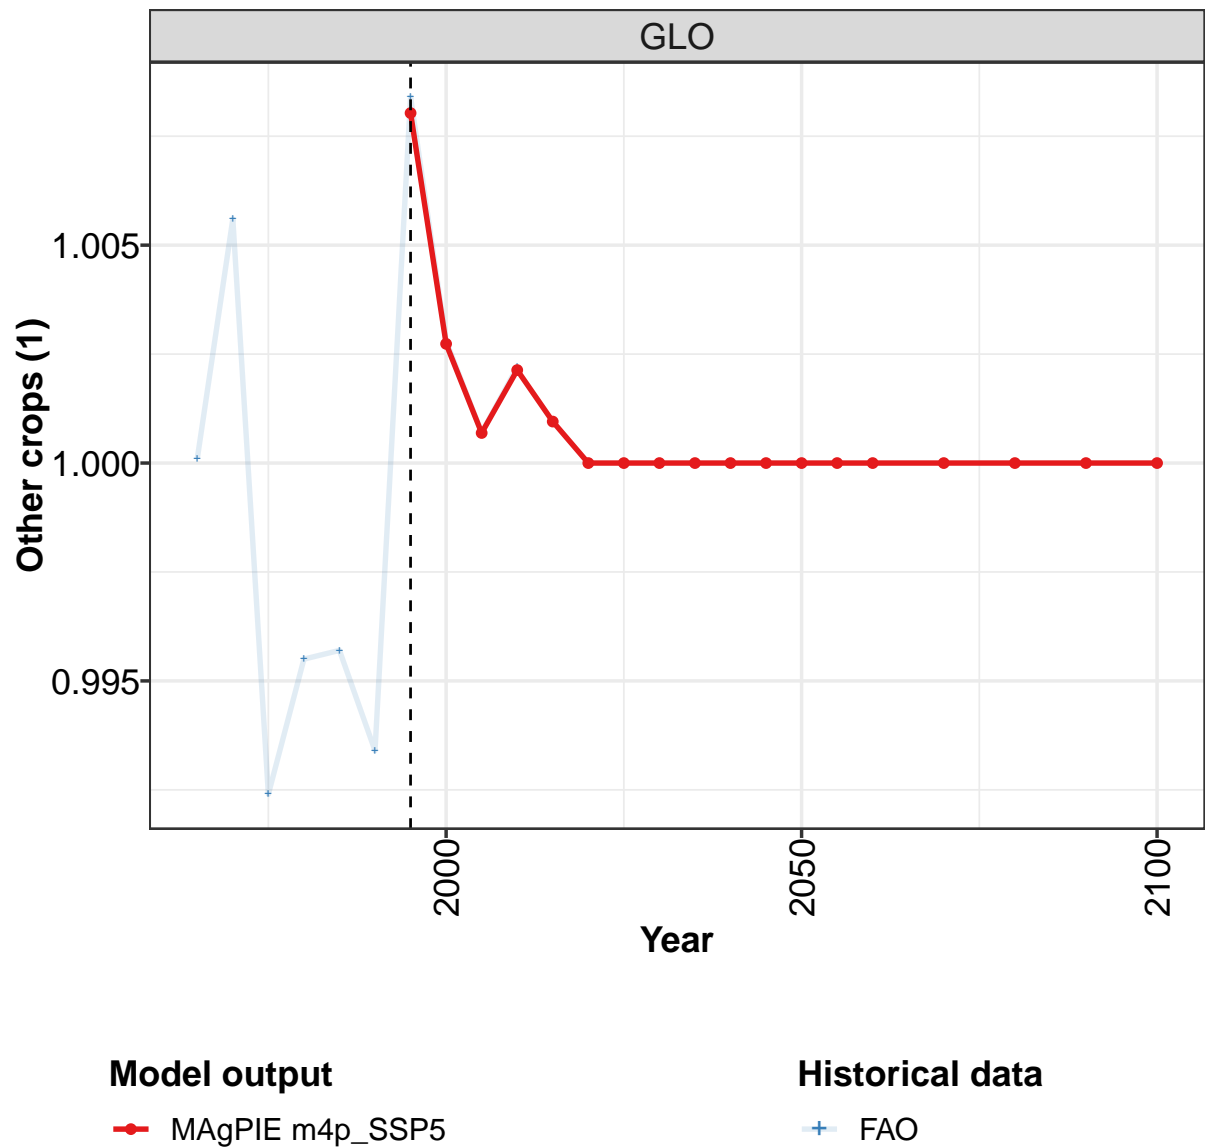 GLO
Other crops (1)
1.005
1.000
0.995
2000
2050
2100
Year
Model output
MAgPIE m4p_SSP5
Historical data
FAO